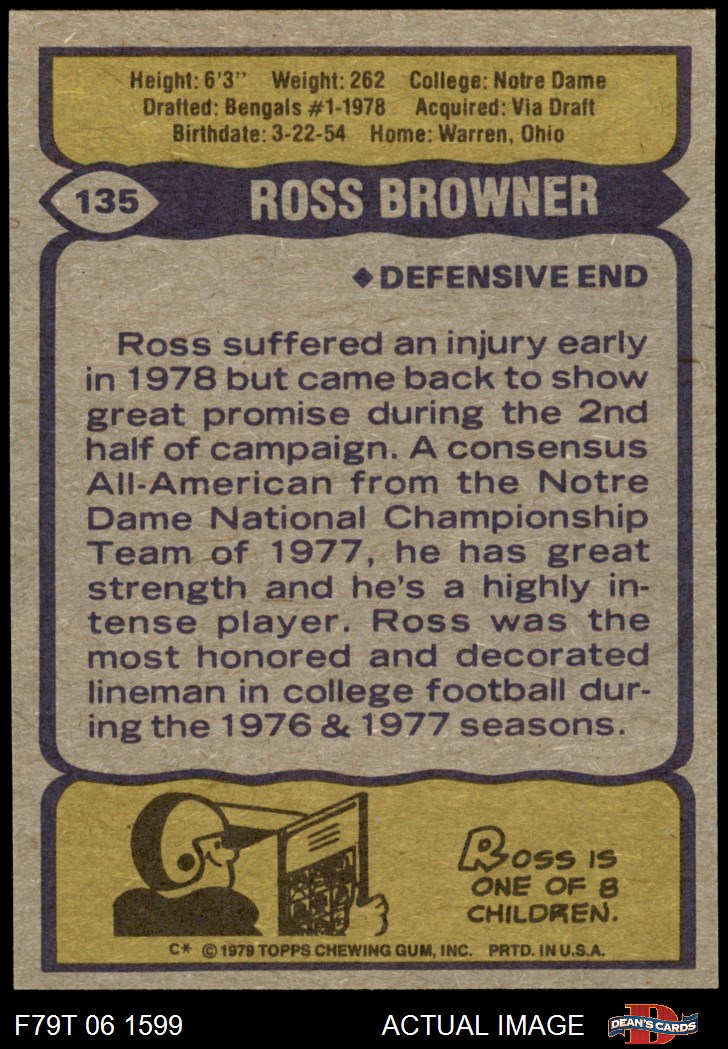 Height: 6'3" Weight: 262 College: Notre Dame
Drafted: Bengals #1-1978 Acquired: Via Draft
Birthdate: 3-22-54 Home: Warren, Ohio
135 ROSS BROWNER
◆ DEFENSIVE END
Ross suffered an injury early
in 1978 but came back to show
great promise during the 2nd
half of campaign. A consensus
All-American from the Notre
Dame National Championship
Team of 1977, he has great
strength and he's a highly in-
tense player. Ross was the
most honored and decorated
lineman in college football dur-
ing the 1976 & 1977 seasons.
ROSS IS
ONE OF 8
CHILDREN.
C* © 1979 TOPPS CHEWING GUM, INC. PRTD. IN U.S.A.
F79T 06 1599 ACTUAL IMAGE D DEAN'S CARDS